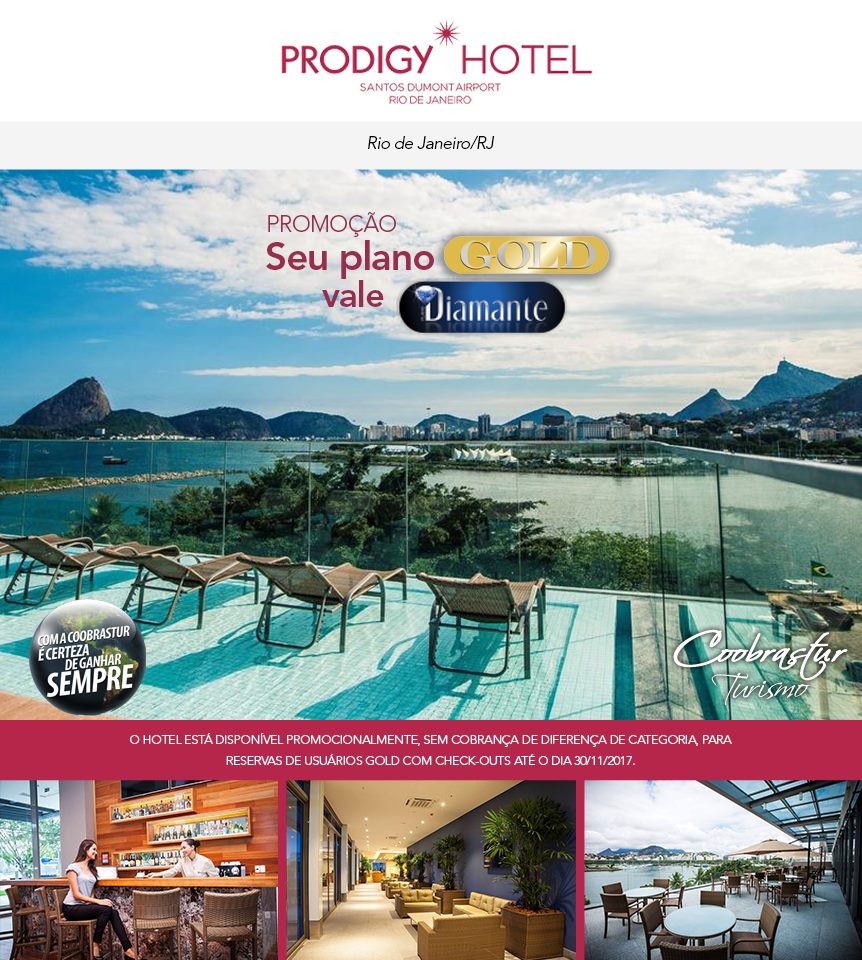 PRODIGY HOTEL
SANTOS DUMONT AIRPORT
RIO DE JANEIRO
Rio de Janeiro/RJ
PROMOÇÃO
Seu plano GOLD
vale Diamante
COM A COOBRASTUR
É CERTEZA
DE GANHAR
SEMPRE
Coobrastur
Turismo
O HOTEL ESTÁ DISPONÍVEL PROMOCIONALMENTE, SEM COBRANÇA DE DIFERENÇA DE CATEGORIA, PARA
RESERVAS DE USUÁRIOS GOLD COM CHECK-OUTS ATÉ O DIA 30/11/2017.